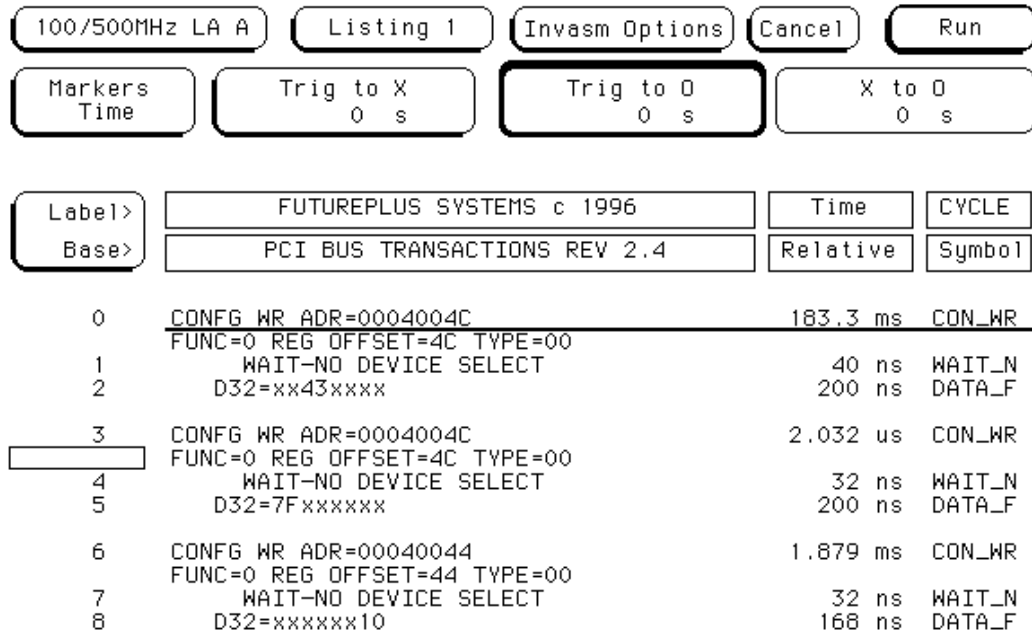 100/500MHz LA A Listing 1 Invasm Options Cancel Run
Markers Time Trig to X 0 s Trig to O 0 s X to O 0 s
Label> FUTUREPLUS SYSTEMS c 1996 Time CYCLE
Base> PCI BUS TRANSACTIONS REV 2.4 Relative Symbol
0 CONFG WR ADR=0004004C 183.3 ms CON_WR
FUNC=0 REG OFFSET=4C TYPE=00
1 WAIT-NO DEVICE SELECT 40 ns WAIT_N
2 D32=xx43xxxx 200 ns DATA_F
3 CONFG WR ADR=0004004C 2.032 us CON_WR
FUNC=0 REG OFFSET=4C TYPE=00
4 WAIT-NO DEVICE SELECT 32 ns WAIT_N
5 D32=7Fxxxxxx 200 ns DATA_F
6 CONFG WR ADR=00040044 1.879 ms CON_WR
FUNC=0 REG OFFSET=44 TYPE=00
7 WAIT-NO DEVICE SELECT 32 ns WAIT_N
8 D32=xxxxxx10 168 ns DATA_F